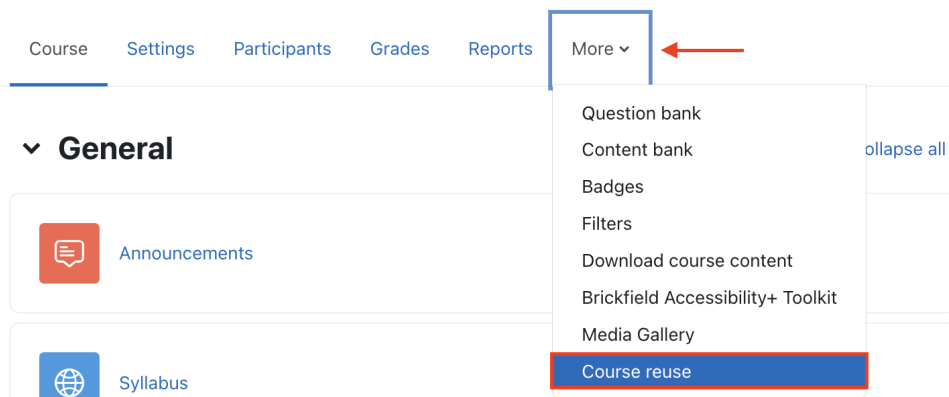 Course Settings Participants Grades Reports More
Question bank
General
Content bank
ollapse all
Badges
Filters
Announcements
Download course content
Brickfield Accessibility+ Toolkit
Media Gallery
Course reuse
Syllabus